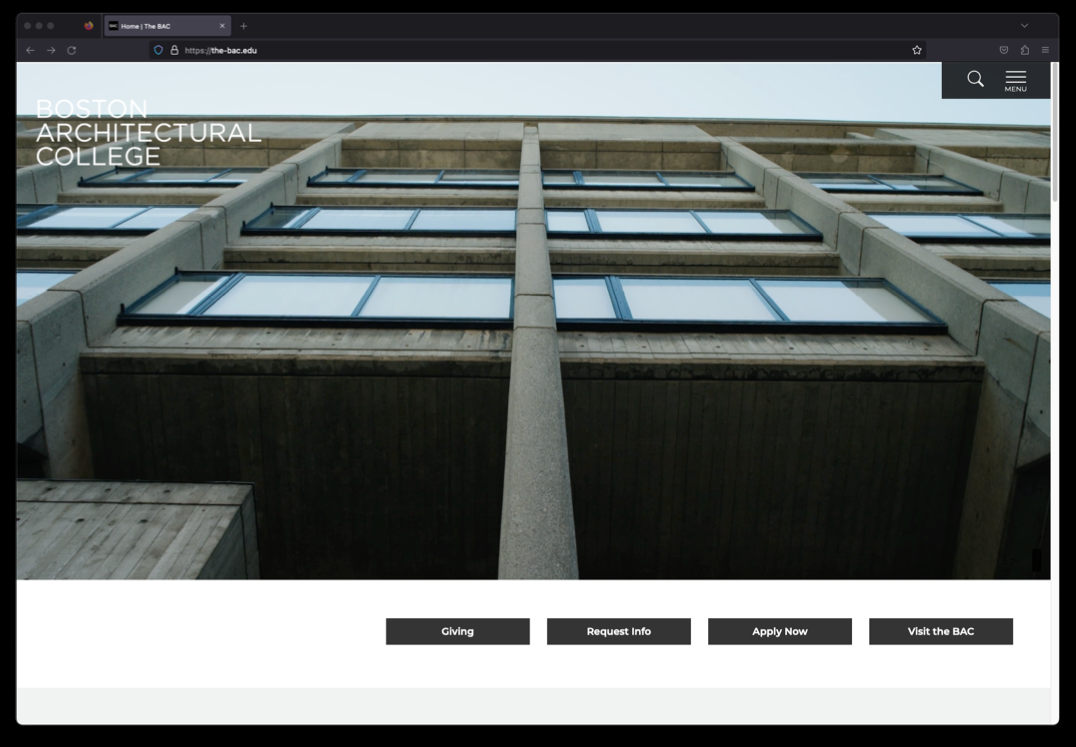 Home | The BAC
https://the-bac.edu
MENU
BOSTON
ARCHITECTURAL
COLLEGE
Giving
Request Info
Apply Now
Visit the BAC